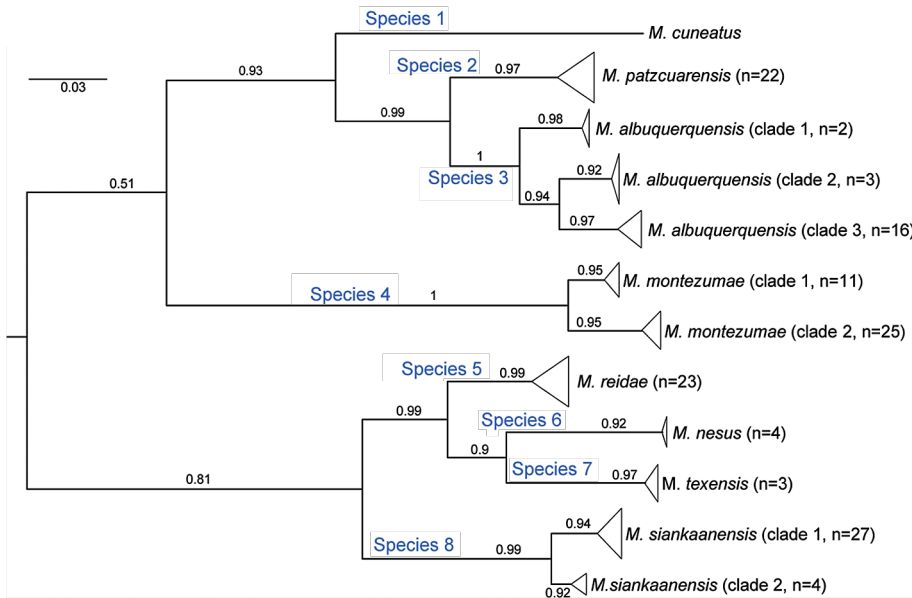 Species 1
M. cuneatus
0.03
0.93
Species 2
0.97
M. patzcuarensis (n=22)
0.99
0.98
M. albuquerquensis (clade 1, n=2)
1
Species 3
0.92
M. albuquerquensis (clade 2, n=3)
0.51
0.94
0.97
M. albuquerquensis (clade 3, n=16)
0.95
M. montezumae (clade 1, n=11)
Species 4
1
0.95
M. montezumae (clade 2, n=25)
Species 5
0.99
M. reidae (n=23)
0.99
Species 6
0.92
M. nesus (n=4)
0.9
Species 7
0.97
M. texensis (n=3)
0.81
0.94
M. siankaanensis (clade 1, n=27)
Species 8
0.99
0.92
M.siankaanensis (clade 2, n=4)